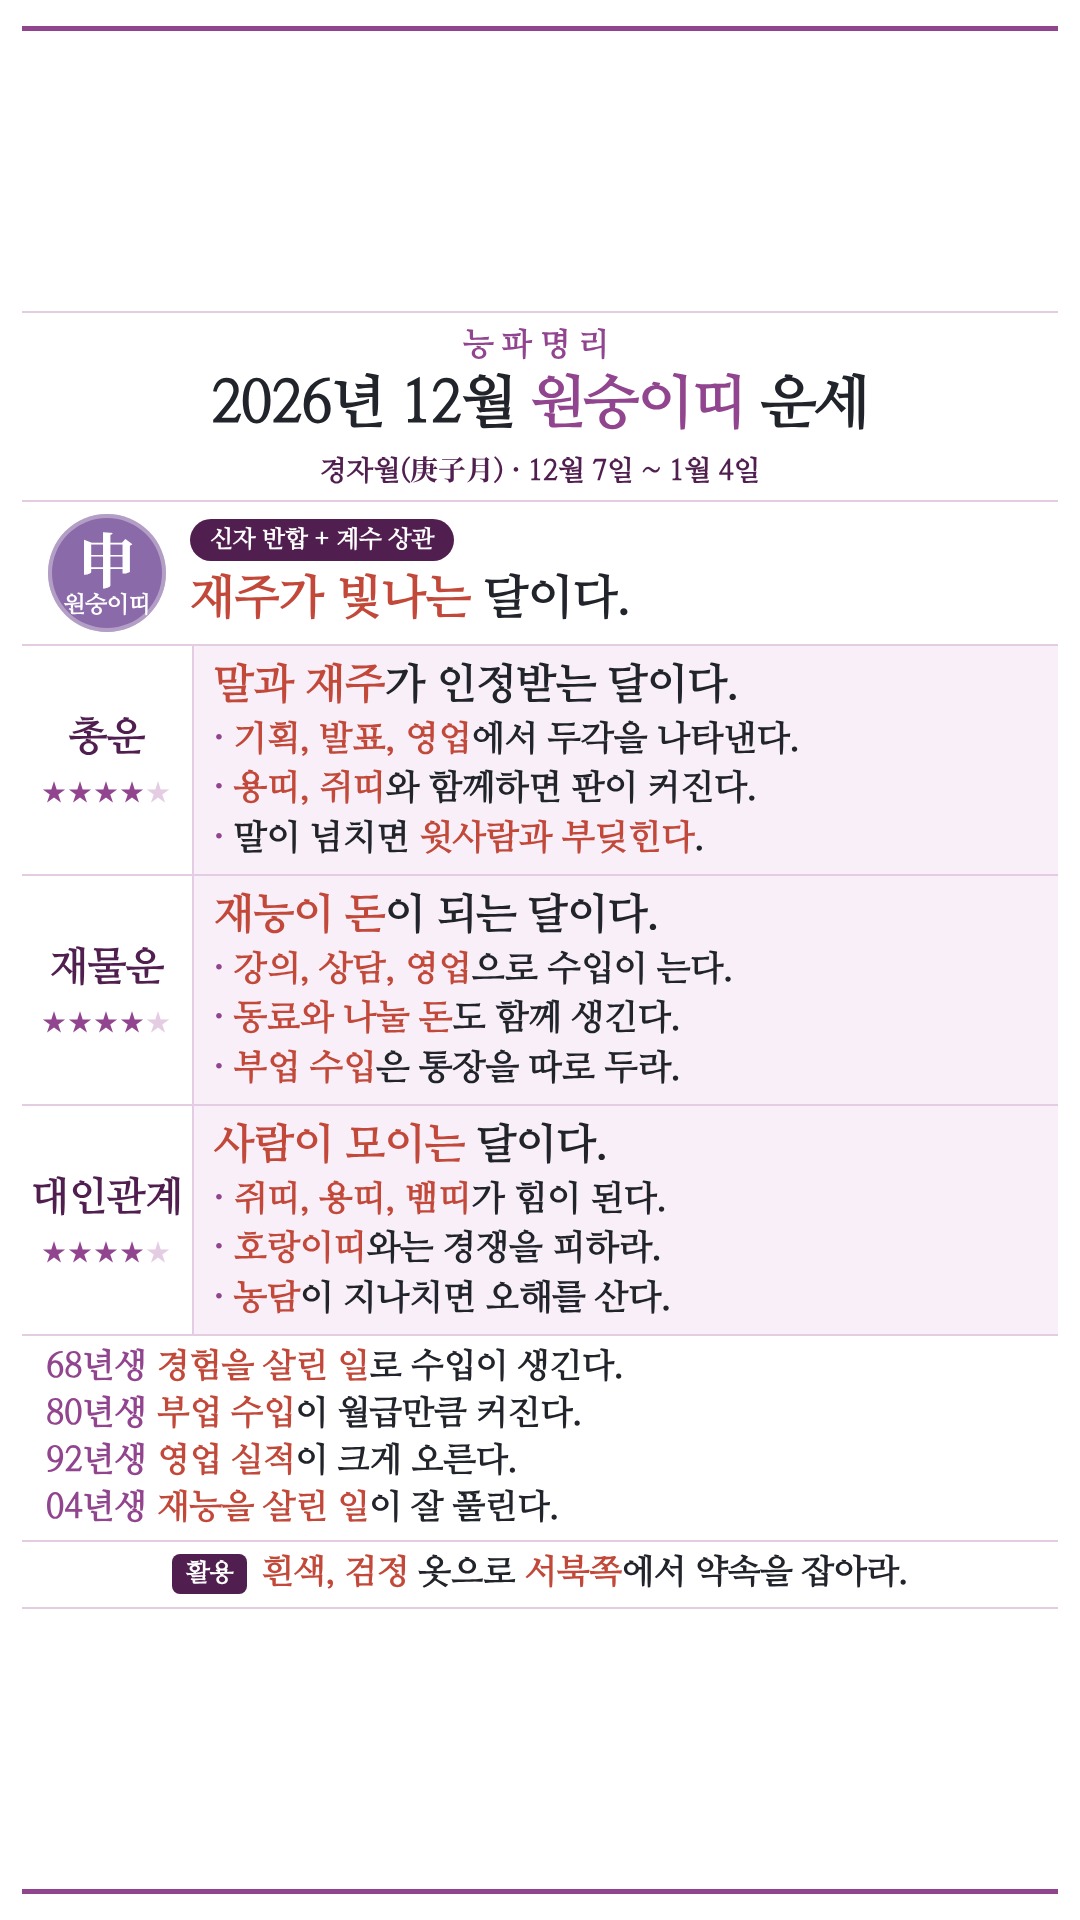 능파명리
2026년 12월 원숭이띠 운세
경자월(庚子月) · 12월 7일 ~ 1월 4일
申
원숭이띠
신자 반합 + 계수 상관
재주가 빛나는 달이다.
총운
★★★★★
말과 재주가 인정받는 달이다.
· 기획, 발표, 영업에서 두각을 나타낸다.
· 용띠, 쥐띠와 함께하면 판이 커진다.
· 말이 넘치면 윗사람과 부딪힌다.
재물운
★★★★★
재능이 돈이 되는 달이다.
· 강의, 상담, 영업으로 수입이 는다.
· 동료와 나눌 돈도 함께 생긴다.
· 부업 수입은 통장을 따로 두라.
대인관계
★★★★★
사람이 모이는 달이다.
· 쥐띠, 용띠, 뱀띠가 힘이 된다.
· 호랑이띠와는 경쟁을 피하라.
· 농담이 지나치면 오해를 산다.
68년생 경험을 살린 일로 수입이 생긴다.
80년생 부업 수입이 월급만큼 커진다.
92년생 영업 실적이 크게 오른다.
04년생 재능을 살린 일이 잘 풀린다.
활용 흰색, 검정 옷으로 서북쪽에서 약속을 잡아라.